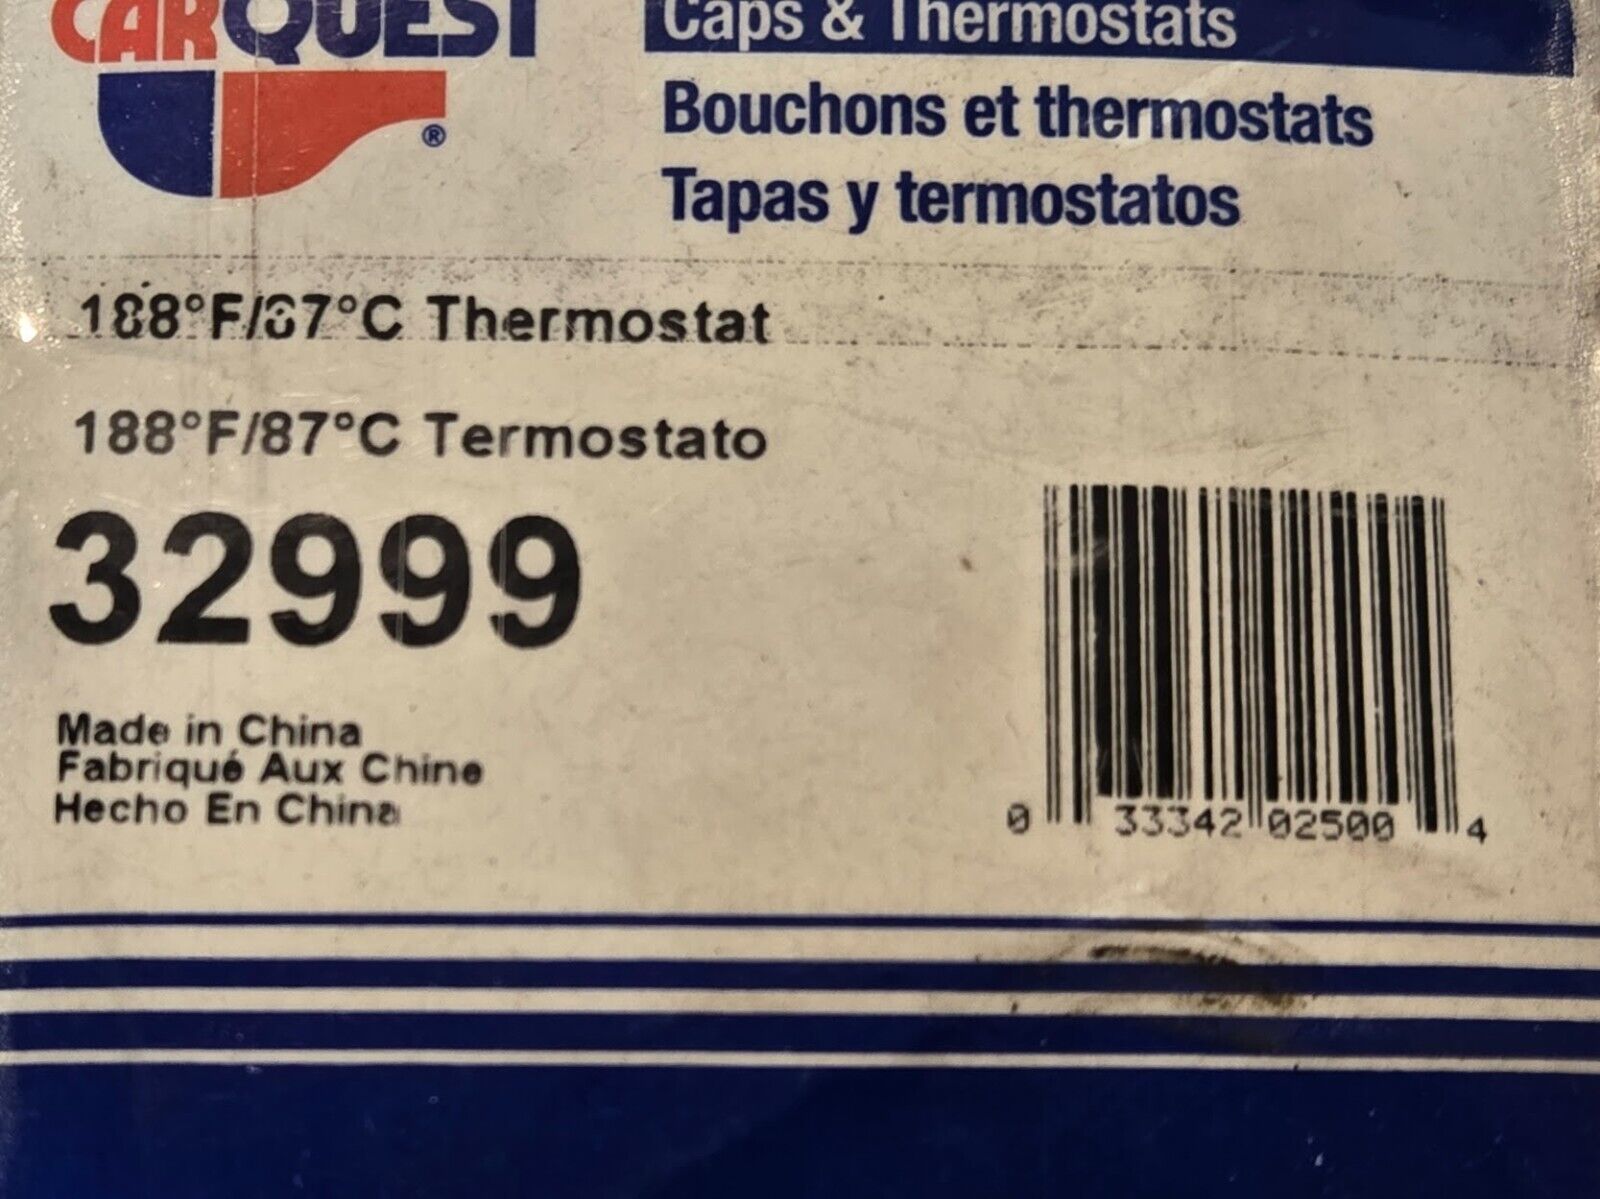 CARQUEST
Caps & Thermostats
®
Bouchons et thermostats
Tapas y termostatos
188°F/87°C Thermostat
188°F/87°C Termostato
32999
Made in China
Fabriqué Aux Chine
Hecho En China
0 33342 02500 4